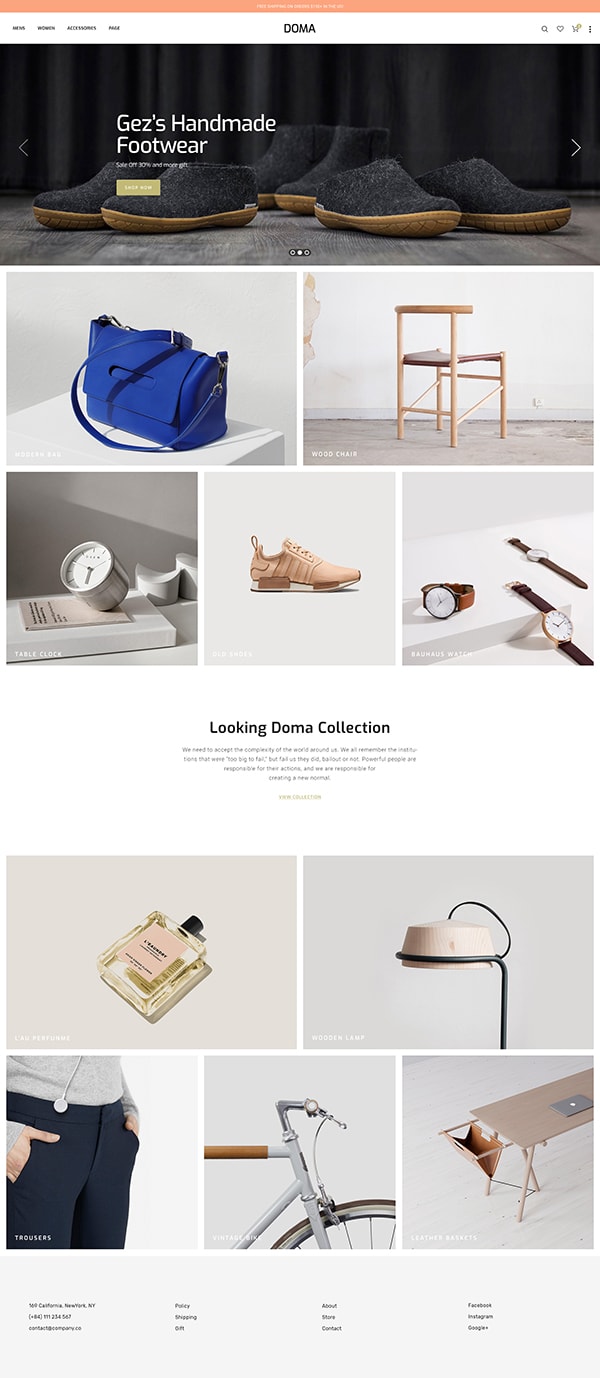 FREE SHIPPING ON ORDERS $150+ IN THE US
MENS WOMEN ACCESSORIES PAGE
DOMA
Gez's Handmade
Footwear
Sale Off 30% and more gift.
SHOP NOW
MODERN BAG
WOOD CHAIR
TABLE CLOCK
OLD SHOES
BAUHAUS WATCH
Looking Doma Collection
We need to accept the complexity of the world around us. We all remember the institu-
tions that were "too big to fail," but fail us they did, bailout or not. Powerful people are
responsible for their actions, and we are responsible for
creating a new normal.
VIEW COLLECTION
L'EAUNDRY
L'AU PERFUNME
WOODEN LAMP
TROUSERS
VINTAGE BIKE
LEATHER BASKETS
169 California, NewYork, NY
(+84) 111 234 567
contact@company.co
Policy
Shipping
Gift
About
Store
Contact
Facebook
Instagram
Google+